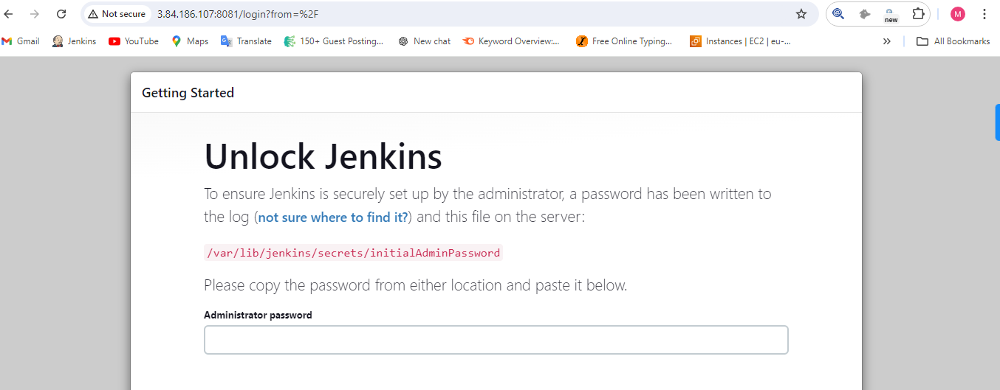 Not secure 3.84.186.107:8081/login?from=%2F
new
M
Gmail Jenkins YouTube Maps Translate 150+ Guest Posting... New chat Keyword Overview:... Free Online Typing... Instances | EC2 | eu-... All Bookmarks
Getting Started
Unlock Jenkins
To ensure Jenkins is securely set up by the administrator, a password has been written to
the log (not sure where to find it?) and this file on the server:
/var/lib/jenkins/secrets/initialAdminPassword
Please copy the password from either location and paste it below.
Administrator password